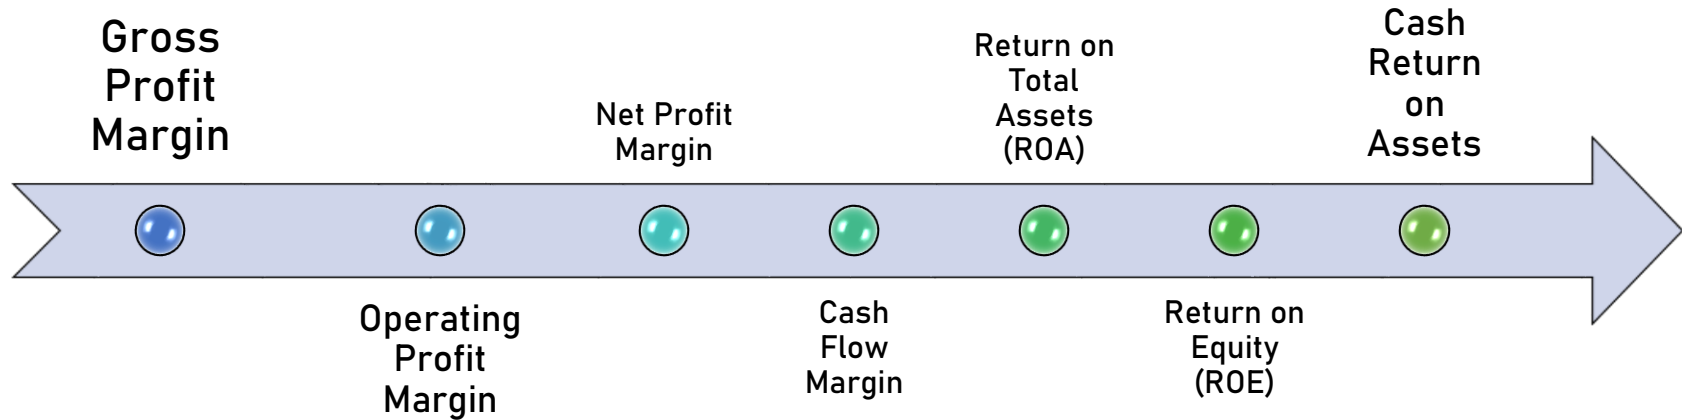 Gross
Profit
Margin
Operating
Profit
Margin
Net Profit
Margin
Cash
Flow
Margin
Return on
Total
Assets
(ROA)
Return on
Equity
(ROE)
Cash
Return
on
Assets